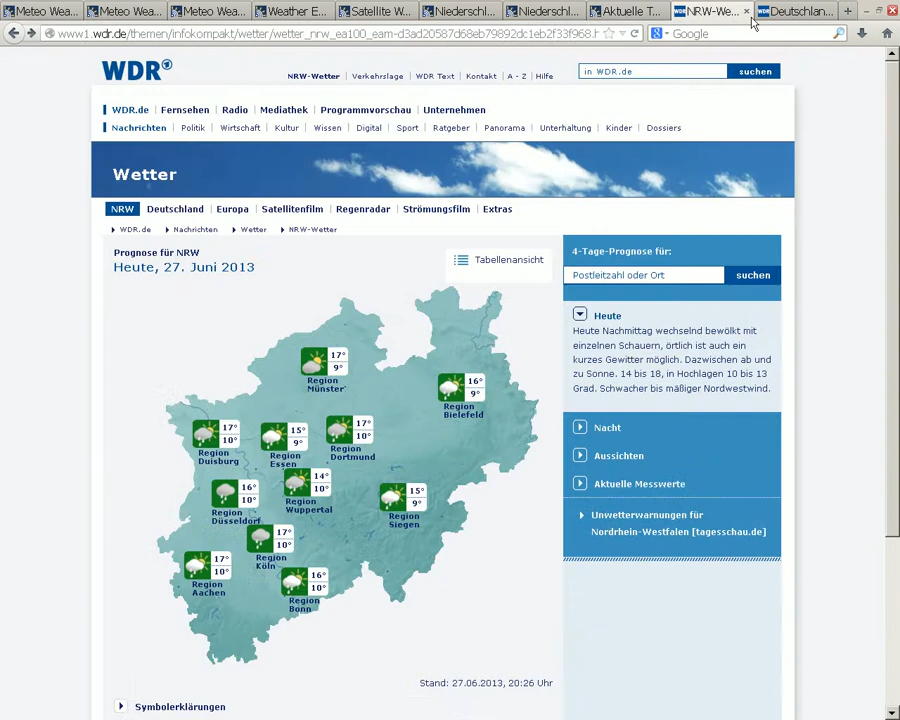 Meteo Wea...
Meteo Wea...
Meteo Wea...
Weather E...
Satellite W...
Niederschl...
Niederschl...
Aktuelle T...
NRW-We...
Deutschlan...
www1.wdr.de/themen/infokompakt/wetter/wetter_nrw_ea100_eam-d3ad20587d68eb79892dc1eb2f33f968.h
Google
WDR
NRW-Wetter
Verkehrslage
WDR Text
Kontakt
A - Z
Hilfe
in WDR.de
suchen
WDR.de
Fernsehen
Radio
Mediathek
Programmvorschau
Unternehmen
Nachrichten
Politik
Wirtschaft
Kultur
Wissen
Digital
Sport
Ratgeber
Panorama
Unterhaltung
Kinder
Dossiers
Wetter
NRW
Deutschland
Europa
Satellitenfilm
Regenradar
Strömungsfilm
Extras
WDR.de
Nachrichten
Wetter
NRW-Wetter
Prognose für NRW
Heute, 27. Juni 2013
Tabellenansicht
17°
9°
Region
Münster
16°
9°
Region
Bielefeld
17°
10°
Region
Duisburg
15°
9°
Region
Essen
17°
10°
Region
Dortmund
14°
10°
Region
Wuppertal
16°
10°
Region
Düsseldorf
15°
9°
Region
Siegen
17°
10°
Region
Köln
17°
10°
Region
Aachen
16°
10°
Region
Bonn
Stand: 27.06.2013, 20:26 Uhr
Symbolerklärungen
4-Tage-Prognose für:
Postleitzahl oder Ort
suchen
Heute
Heute Nachmittag wechselnd bewölkt mit
einzelnen Schauern, örtlich ist auch ein
kurzes Gewitter möglich. Dazwischen ab und
zu Sonne. 14 bis 18, in Hochlagen 10 bis 13
Grad. Schwacher bis mäßiger Nordwestwind.
Nacht
Aussichten
Aktuelle Messwerte
Unwetterwarnungen für
Nordrhein-Westfalen [tagesschau.de]